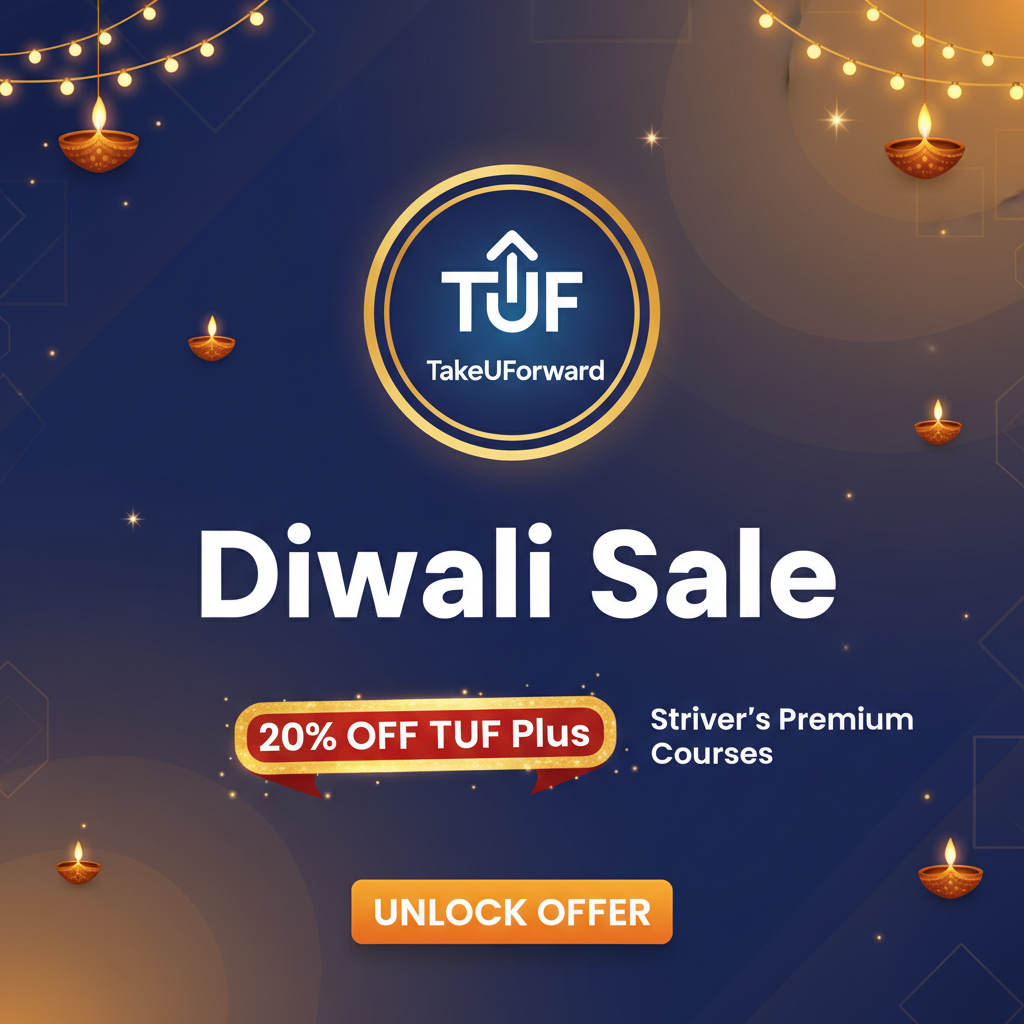 TUF
TakeUForward
Diwali Sale
20% OFF TUF Plus
Striver's Premium
Courses
UNLOCK OFFER